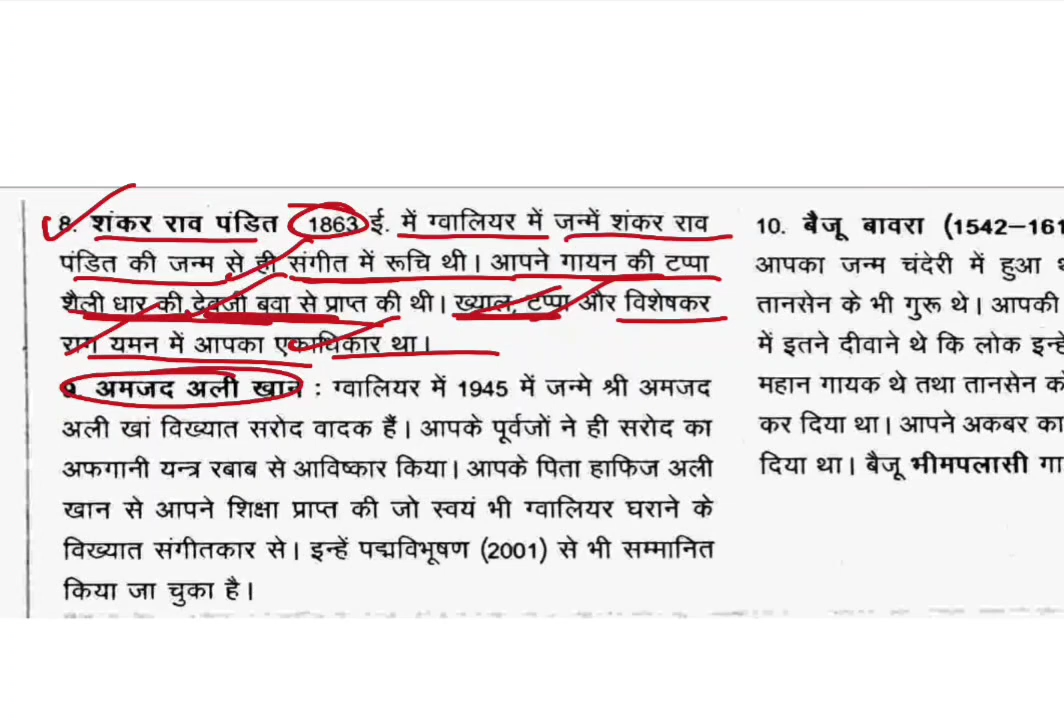 8. शंकर राव पंडित 1863 ई. में ग्वालियर में जन्में शंकर राव
पंडित की जन्म से ही संगीत में रूचि थी। आपने गायन की टप्पा
शैली धार की देवजी बवा से प्राप्त की थी। ख्याल, टप्पा और विशेषकर
राग यमन में आपका एकाधिकार था।
9. अमजद अली खान : ग्वालियर में 1945 में जन्मे श्री अमजद
अली खां विख्यात सरोद वादक हैं। आपके पूर्वजों ने ही सरोद का
अफगानी यन्त्र रबाब से आविष्कार किया। आपके पिता हाफिज अली
खान से आपने शिक्षा प्राप्त की जो स्वयं भी ग्वालियर घराने के
विख्यात संगीतकार से। इन्हें पद्मविभूषण (2001) से भी सम्मानित
किया जा चुका है।
10. बैजू बावरा (1542–161
आपका जन्म चंदेरी में हुआ
तानसेन के भी गुरू थे। आपकी
में इतने दीवाने थे कि लोक इन्हे
महान गायक थे तथा तानसेन को
कर दिया था। आपने अकबर का
दिया था। बैजू भीमपलासी गा